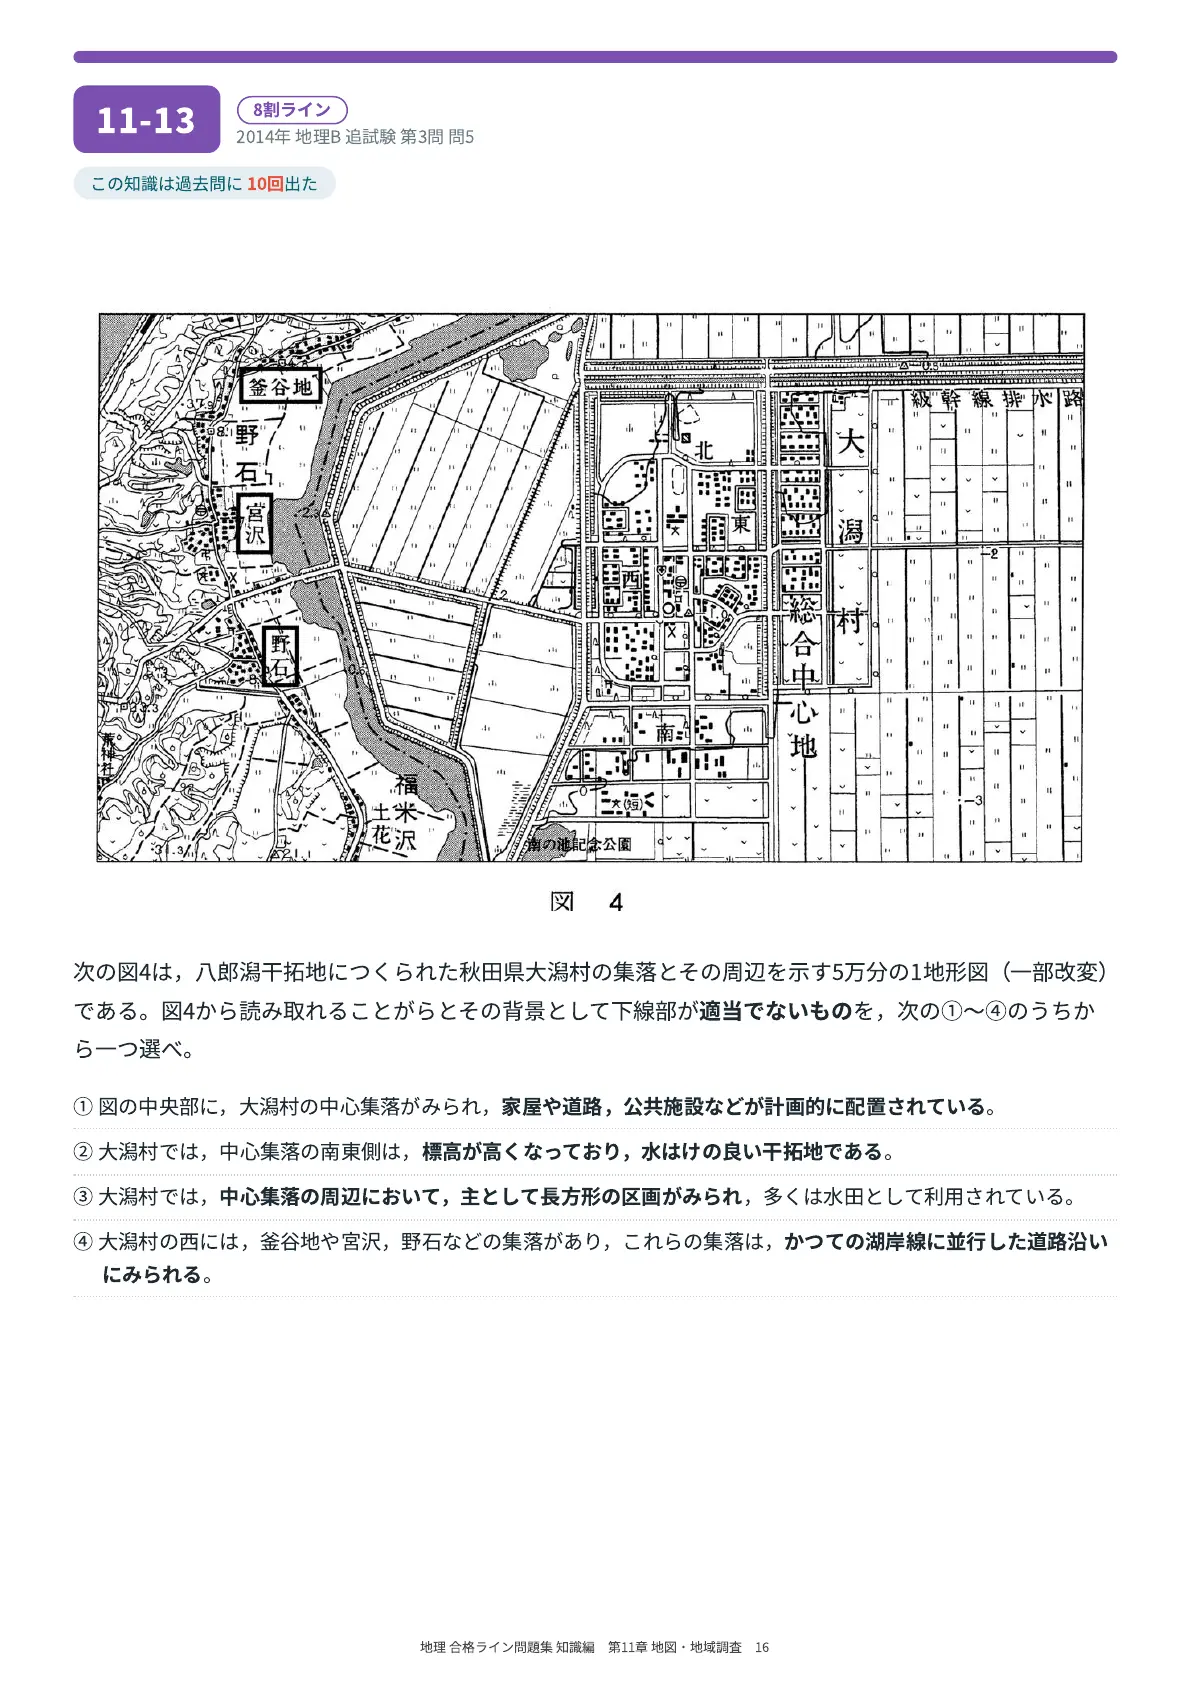 11-13
8割ライン
2014年 地理B 追試験 第3問 問5
この知識は過去問に 10回出た
釜谷地
野石
宮沢
野石
荒神社
福米沢
土花
北
東
西
南
大潟村
総合中心地
級幹線排水路
南の池記念公園
(短)
-2
-3
図 4
次の図4は，八郎潟干拓地につくられた秋田県大潟村の集落とその周辺を示す5万分の1地形図（一部改変）
である。図4から読み取れることがらとその背景として下線部が適当でないものを，次の①～④のうちか
ら一つ選べ。
① 図の中央部に，大潟村の中心集落がみられ，家屋や道路，公共施設などが計画的に配置されている。
② 大潟村では，中心集落の南東側は，標高が高くなっており，水はけの良い干拓地である。
③ 大潟村では，中心集落の周辺において，主として長方形の区画がみられ，多くは水田として利用されている。
④ 大潟村の西には，釜谷地や宮沢，野石などの集落があり，これらの集落は，かつての湖岸線に並行した道路沿い
にみられる。
地理 合格ライン問題集 知識編　第11章 地図・地域調査　16